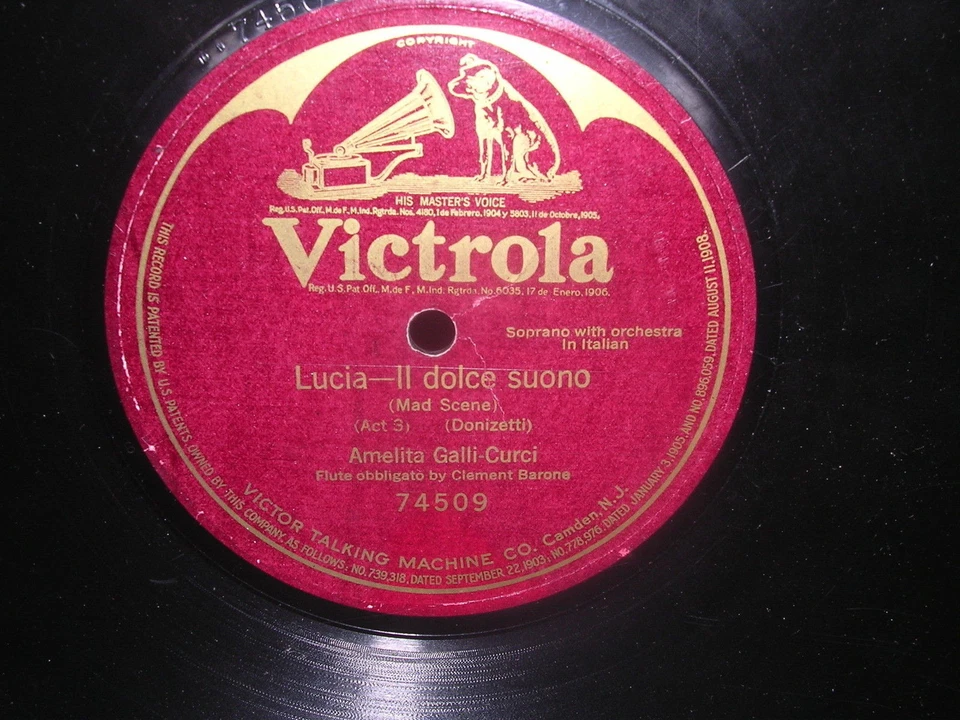 74509
COPYRIGHT
HIS MASTER'S VOICE
Reg. U.S. Pat. Off., M. de F., M. Ind. Rgtrda. Nos. 4180, 1 de Febrero, 1904 y 5803, 11 de Octobre, 1905.
Victrola
Reg. U.S. Pat. Off., M. de F., M. Ind. Rgtrda. No. 6035, 17 de Enero, 1906.
Soprano with orchestra
In Italian
Lucia—Il dolce suono
(Mad Scene)
(Act 3) (Donizetti)
Amelita Galli-Curci
Flute obbligato by Clement Barone
74509
VICTOR TALKING MACHINE CO. Camden, N.J.
THIS RECORD IS PATENTED BY U.S. PATENTS, OWNED BY THIS COMPANY, AS FOLLOWS: NO. 739,318, DATED SEPTEMBER 22, 1903, NO. 778,976, DATED JANUARY 3, 1905, AND NO. 896,059, DATED AUGUST 11, 1908.